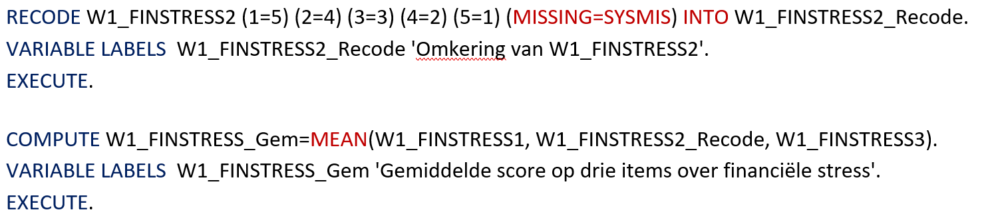 RECODE W1_FINSTRESS2 (1=5) (2=4) (3=3) (4=2) (5=1) (MISSING=SYSMIS) INTO W1_FINSTRESS2_Recode.
VARIABLE LABELS  W1_FINSTRESS2_Recode 'Omkering van W1_FINSTRESS2'.
EXECUTE.
COMPUTE W1_FINSTRESS_Gem=MEAN(W1_FINSTRESS1, W1_FINSTRESS2_Recode, W1_FINSTRESS3).
VARIABLE LABELS  W1_FINSTRESS_Gem 'Gemiddelde score op drie items over financiële stress'.
EXECUTE.